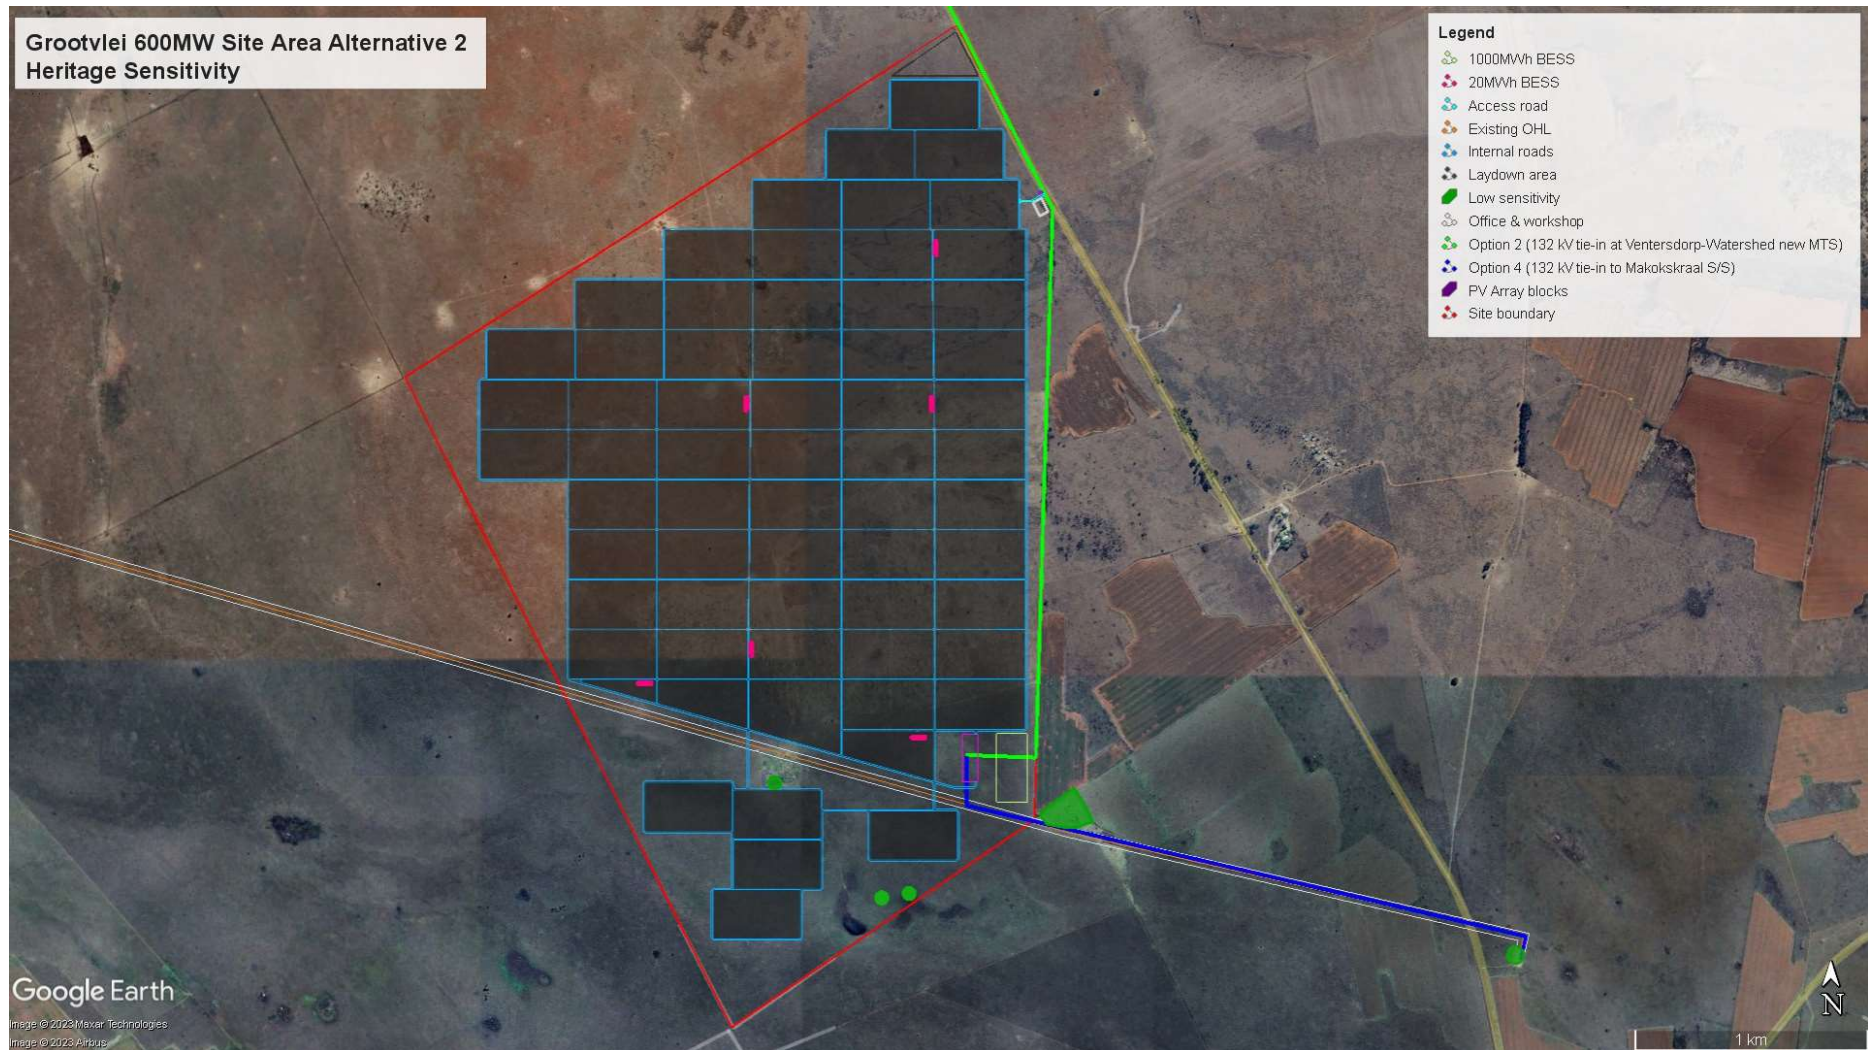 Grootvlei 600MW Site Area Alternative 2
Heritage Sensitivity
Legend
1000MWh BESS
20MWh BESS
Access road
Existing OHL
Internal roads
Laydown area
Low sensitivity
Office & workshop
Option 2 (132 kV tie-in at Ventersdorp-Watershed new MTS)
Option 4 (132 kV tie-in to Makokskraal S/S)
PV Array blocks
Site boundary
Google Earth
Image © 2023 Maxar Technologies
Image © 2023 Airbus
N
1 km